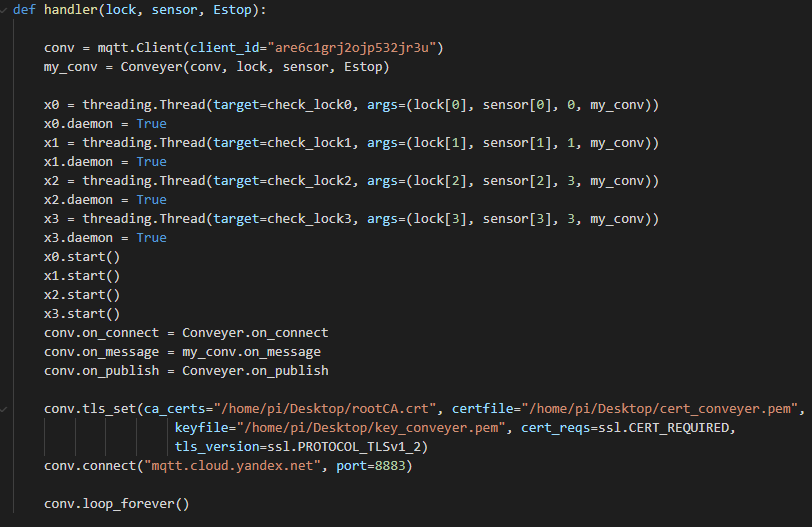 def handler(lock, sensor, Estop):
conv = mqtt.Client(client_id="are6c1grj2ojp532jr3u")
my_conv = Conveyer(conv, lock, sensor, Estop)
x0 = threading.Thread(target=check_lock0, args=(lock[0], sensor[0], 0, my_conv))
x0.daemon = True
x1 = threading.Thread(target=check_lock1, args=(lock[1], sensor[1], 1, my_conv))
x1.daemon = True
x2 = threading.Thread(target=check_lock2, args=(lock[2], sensor[2], 3, my_conv))
x2.daemon = True
x3 = threading.Thread(target=check_lock3, args=(lock[3], sensor[3], 3, my_conv))
x3.daemon = True
x0.start()
x1.start()
x2.start()
x3.start()
conv.on_connect = Conveyer.on_connect
conv.on_message = my_conv.on_message
conv.on_publish = Conveyer.on_publish
conv.tls_set(ca_certs="/home/pi/Desktop/rootCA.crt", certfile="/home/pi/Desktop/cert_conveyer.pem",
keyfile="/home/pi/Desktop/key_conveyer.pem", cert_reqs=ssl.CERT_REQUIRED,
tls_version=ssl.PROTOCOL_TLSv1_2)
conv.connect("mqtt.cloud.yandex.net", port=8883)
conv.loop_forever()